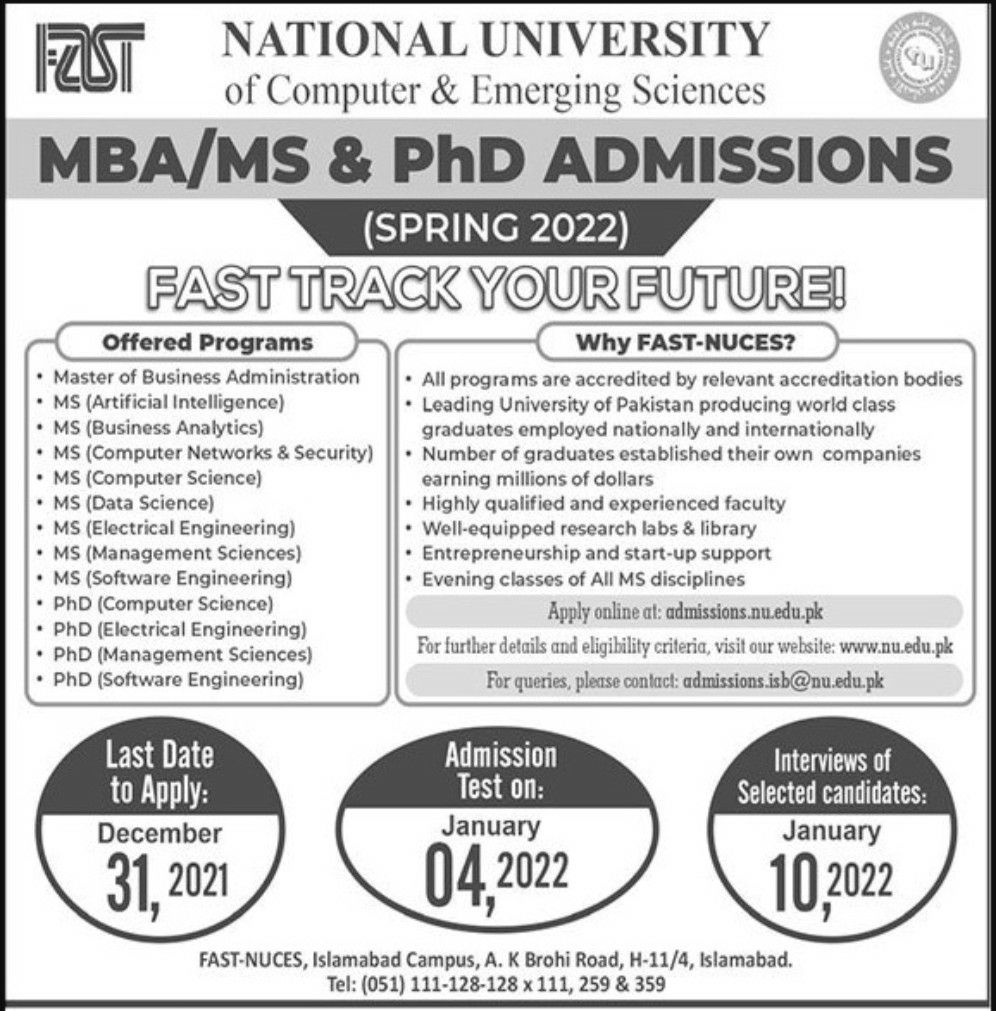 FAST
NATIONAL UNIVERSITY
of Computer & Emerging Sciences
MBA/MS & PhD ADMISSIONS
(SPRING 2022)
FAST TRACK YOUR FUTURE!
Offered Programs
• Master of Business Administration
• MS (Artificial Intelligence)
• MS (Business Analytics)
• MS (Computer Networks & Security)
• MS (Computer Science)
• MS (Data Science)
• MS (Electrical Engineering)
• MS (Management Sciences)
• MS (Software Engineering)
• PhD (Computer Science)
• PhD (Electrical Engineering)
• PhD (Management Sciences)
• PhD (Software Engineering)
Why FAST-NUCES?
• All programs are accredited by relevant accreditation bodies
• Leading University of Pakistan producing world class
graduates employed nationally and internationally
• Number of graduates established their own companies
earning millions of dollars
• Highly qualified and experienced faculty
• Well-equipped research labs & library
• Entrepreneurship and start-up support
• Evening classes of All MS disciplines
Apply online at: admissions.nu.edu.pk
For further details and eligibility criteria, visit our website: www.nu.edu.pk
For queries, please contact: admissions.isb@nu.edu.pk
Last Date
to Apply:
December
31, 2021
Admission
Test on:
January
04, 2022
Interviews of
Selected candidates:
January
10, 2022
FAST-NUCES, Islamabad Campus, A. K Brohi Road, H-11/4, Islamabad.
Tel: (051) 111-128-128 x 111, 259 & 359